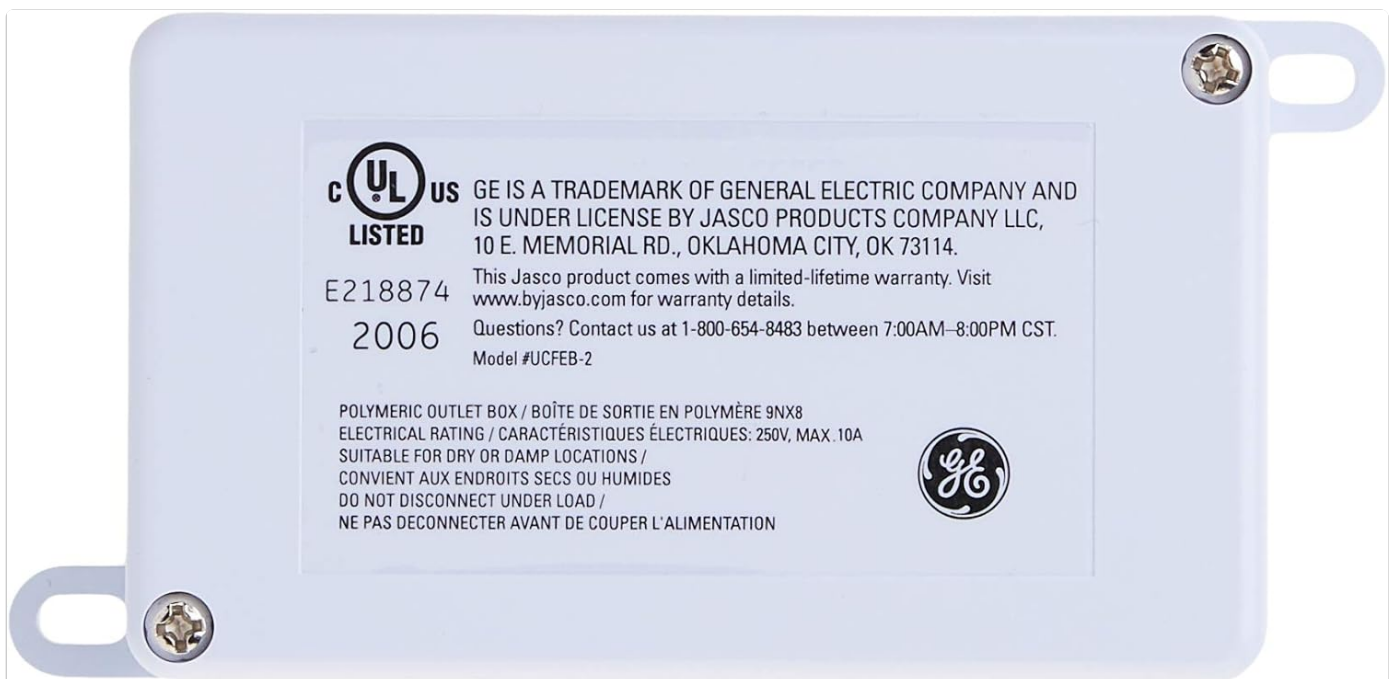 C UL US
LISTED
E218874
2006
GE IS A TRADEMARK OF GENERAL ELECTRIC COMPANY AND
IS UNDER LICENSE BY JASCO PRODUCTS COMPANY LLC,
10 E. MEMORIAL RD., OKLAHOMA CITY, OK 73114.
This Jasco product comes with a limited-lifetime warranty. Visit
www.byjasco.com for warranty details.
Questions? Contact us at 1-800-654-8483 between 7:00AM–8:00PM CST.
Model #UCFEB-2
POLYMERIC OUTLET BOX / BOÎTE DE SORTIE EN POLYMÈRE 9NX8
ELECTRICAL RATING / CARACTÉRISTIQUES ÉLECTRIQUES: 250V, MAX.10A
SUITABLE FOR DRY OR DAMP LOCATIONS /
CONVIENT AUX ENDROITS SECS OU HUMIDES
DO NOT DISCONNECT UNDER LOAD /
NE PAS DECONNECTER AVANT DE COUPER L'ALIMENTATION
GE